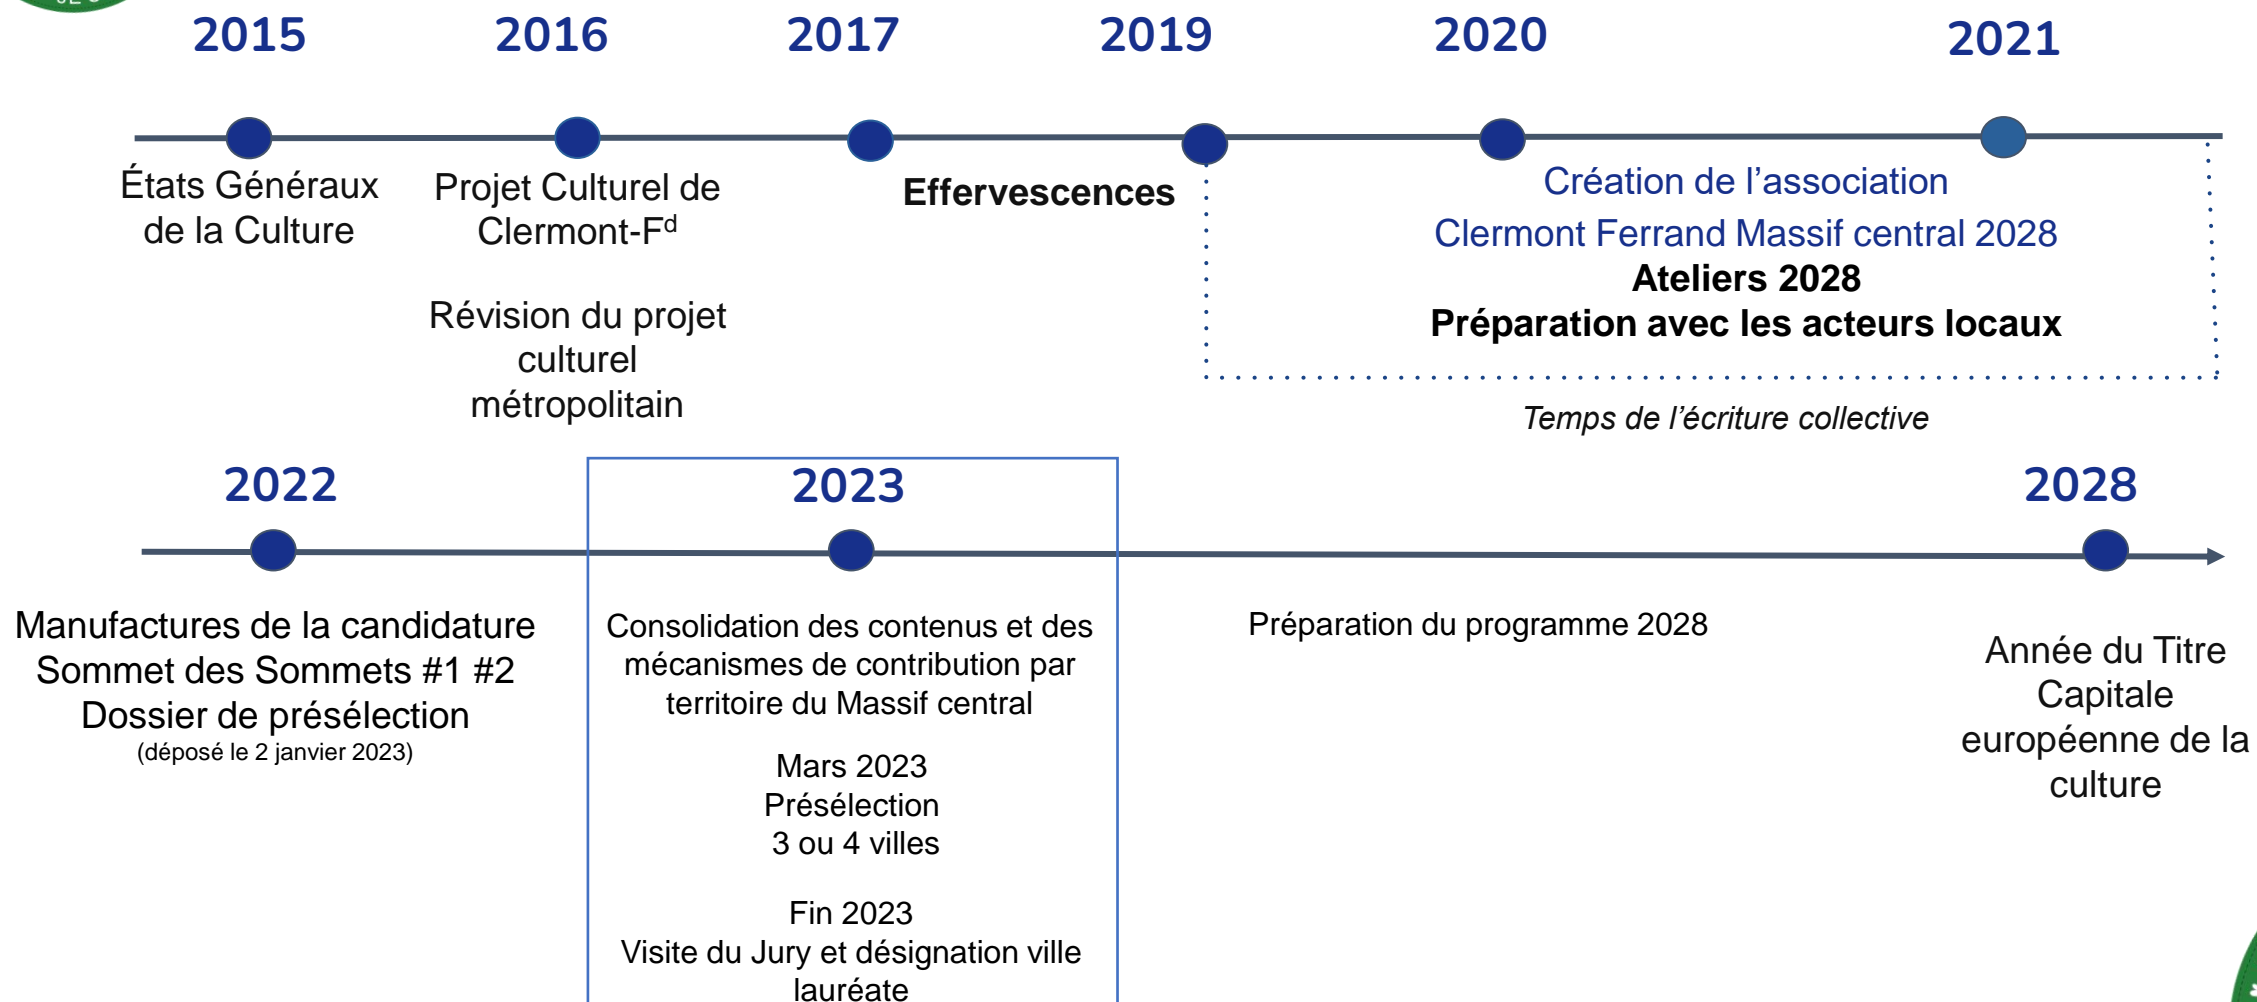 2015
2016
2017
2019
2020
2021
États Généraux
de la Culture
Projet Culturel de
Clermont-Fd
Révision du projet
culturel
métropolitain
Effervescences
Création de l’association
Clermont Ferrand Massif central 2028
Ateliers 2028
Préparation avec les acteurs locaux
Temps de l’écriture collective
2022
2023
2028
Manufactures de la candidature
Sommet des Sommets #1 #2
Dossier de présélection
(déposé le 2 janvier 2023)
Consolidation des contenus et des
mécanismes de contribution par
territoire du Massif central
Mars 2023
Présélection
3 ou 4 villes
Fin 2023
Visite du Jury et désignation ville
lauréate
Préparation du programme 2028
Année du Titre
Capitale
européenne de la
culture